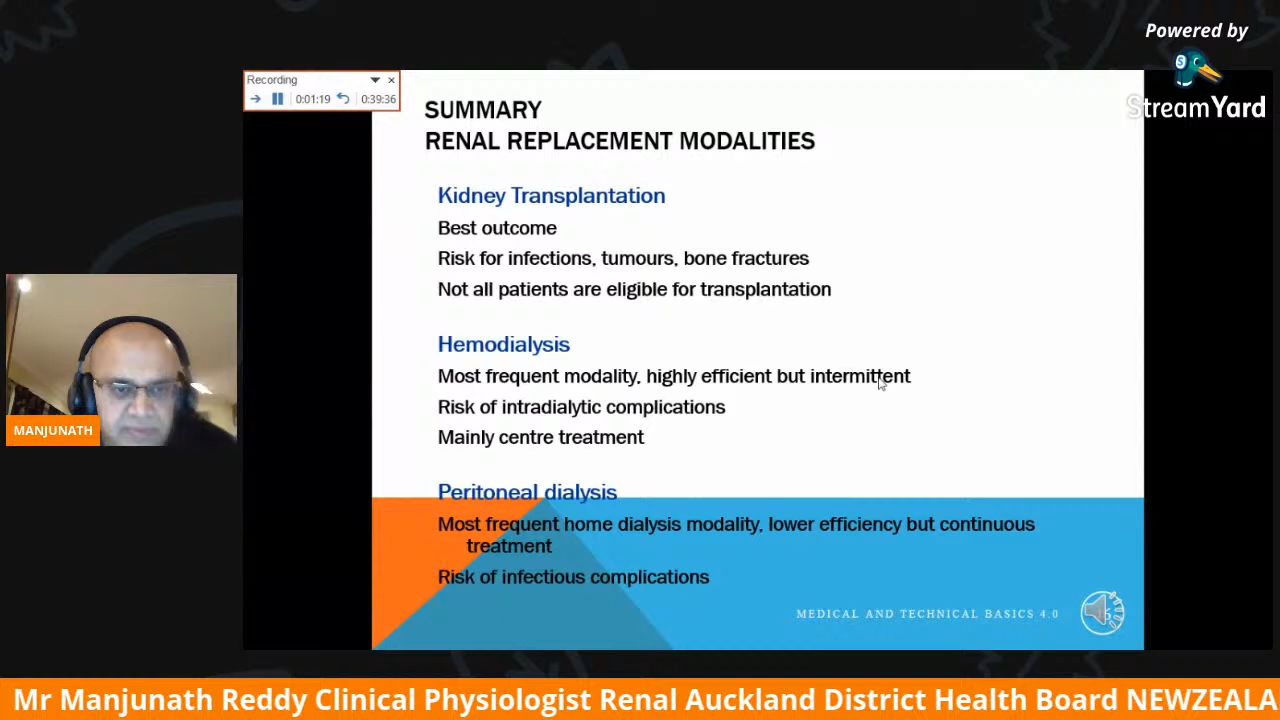 Powered by
StreamYard
Recording
0:01:19
0:39:36
SUMMARY
RENAL REPLACEMENT MODALITIES
Kidney Transplantation
Best outcome
Risk for infections, tumours, bone fractures
Not all patients are eligible for transplantation
Hemodialysis
Most frequent modality, highly efficient but intermittent
Risk of intradialytic complications
Mainly centre treatment
MANJUNATH
Peritoneal dialysis
Most frequent home dialysis modality, lower efficiency but continuous
treatment
Risk of infectious complications
MEDICAL AND TECHNICAL BASICS 4.0
Mr Manjunath Reddy Clinical Physiologist Renal Auckland District Health Board NEWZEALA